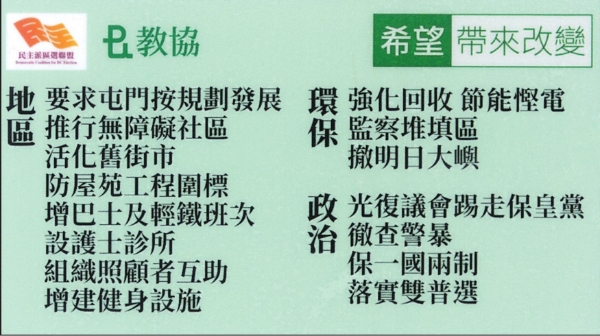 民主
民主派區選聯盟
Democratic Coalition for DC Election
教協
希望 帶來改變
地區
要求屯門按規劃發展
推行無障礙社區
活化舊街市
防屋苑工程圍標
增巴士及輕鐵班次
設護士診所
組織照顧者互助
增建健身設施
環保
強化回收 節能慳電
監察堆填區
撤明日大嶼
政治
光復議會踢走保皇黨
徹查警暴
保一國兩制
落實雙普選